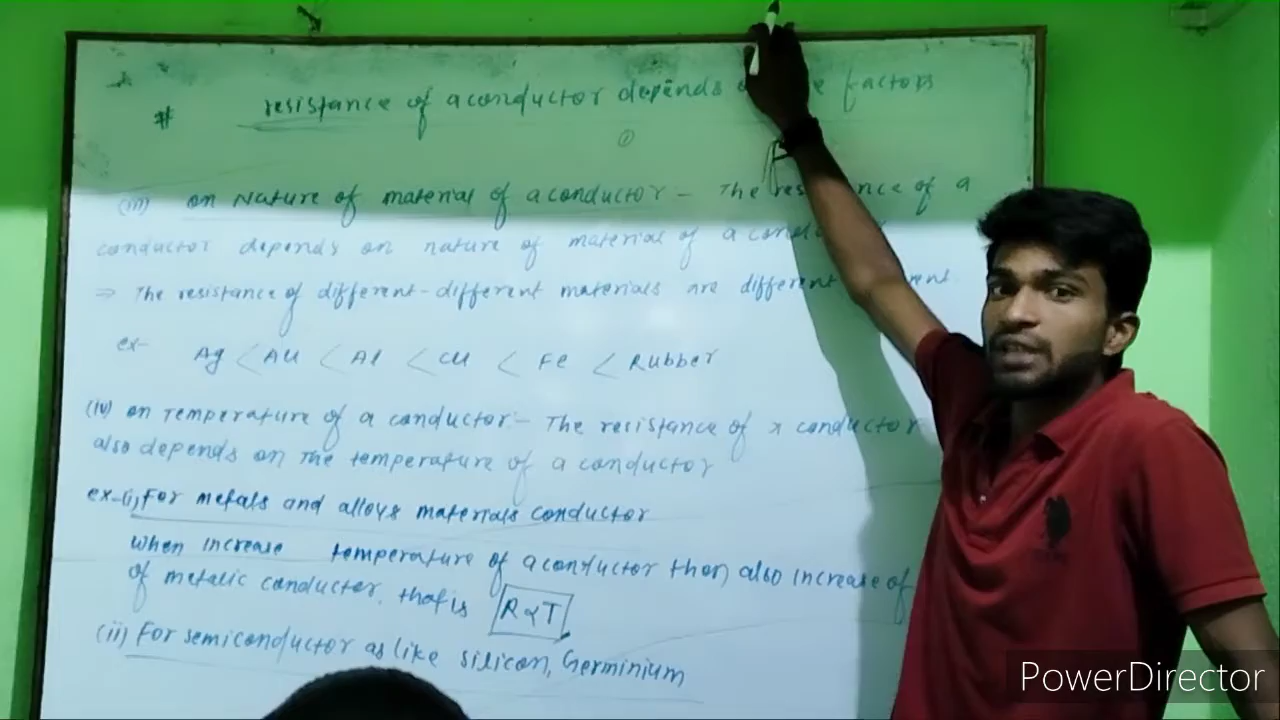 # resistance of a conductor depends factors
(i)
(iii) on Nature of material of a conductor - The resistance of a
conductor depends on nature of material of a
⇒ The resistance of different-different materials are different
ex- Ag < Au < Al < Cu < Fe < Rubber
(iv) on Temperature of a conductor:- The resistance of x conductor
also depends on the temperature of a conductor
ex-(i) For metals and alloys materials conductor
When increase temperature of a conductor then also increase of
of metalic conductor. that is R∝T
(ii) For semiconductor as like silicon, Germinium
PowerDirector